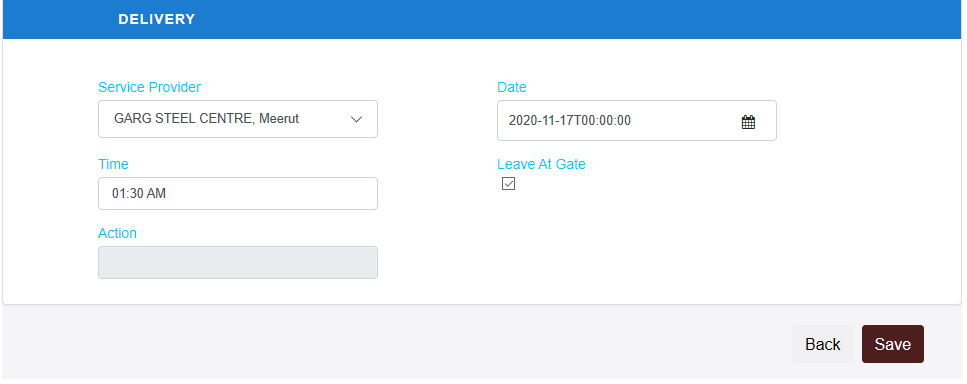 DELIVERY
Service Provider
Date
GARG STEEL CENTRE, Meerut
2020-11-17T00:00:00
Time
Leave At Gate
01:30 AM
Action
Back
Save